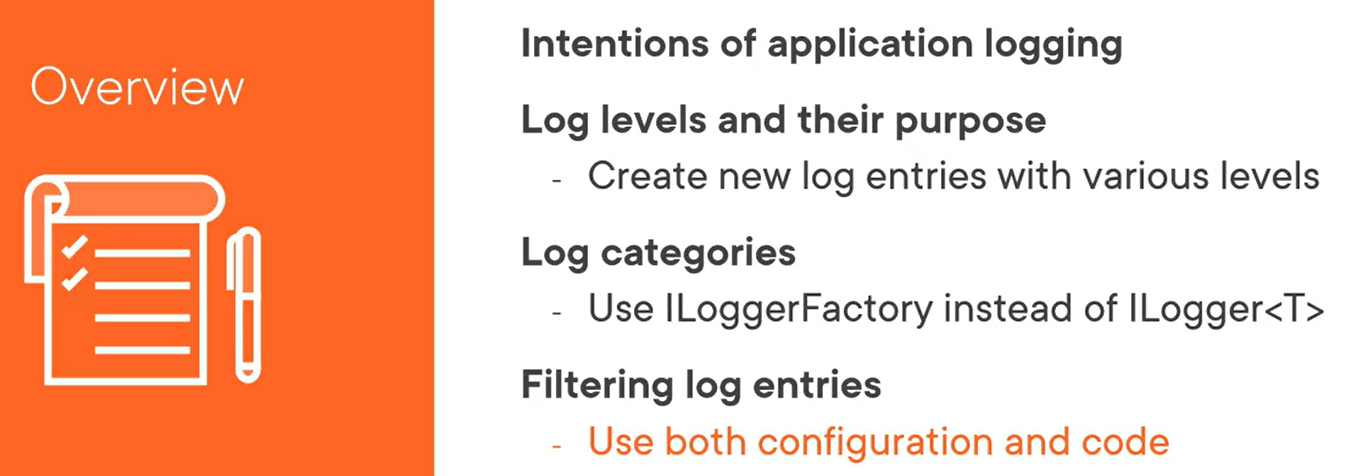 Overview
Intentions of application logging
Log levels and their purpose
- Create new log entries with various levels
Log categories
- Use ILoggerFactory instead of ILogger<T>
Filtering log entries
- Use both configuration and code